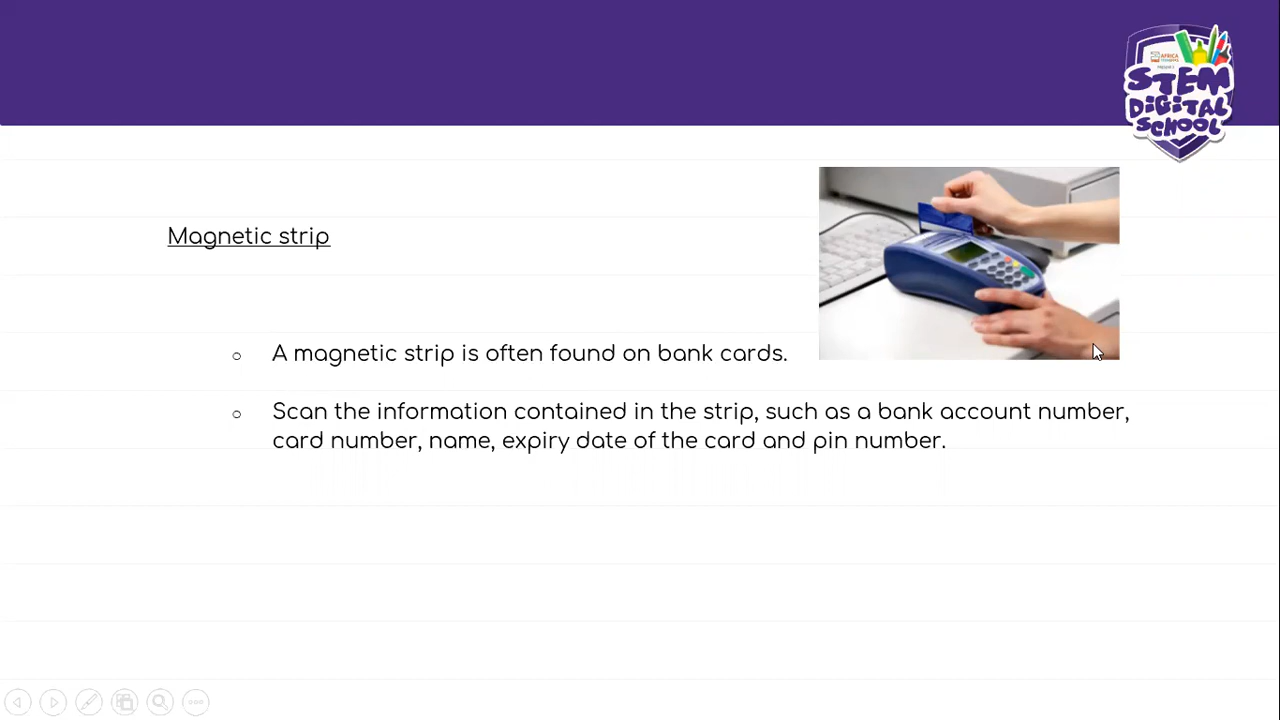 AFRICA
STEM
DIGITAL
SCHOOL
Magnetic strip
A magnetic strip is often found on bank cards.
Scan the information contained in the strip, such as a bank account number,
card number, name, expiry date of the card and pin number.